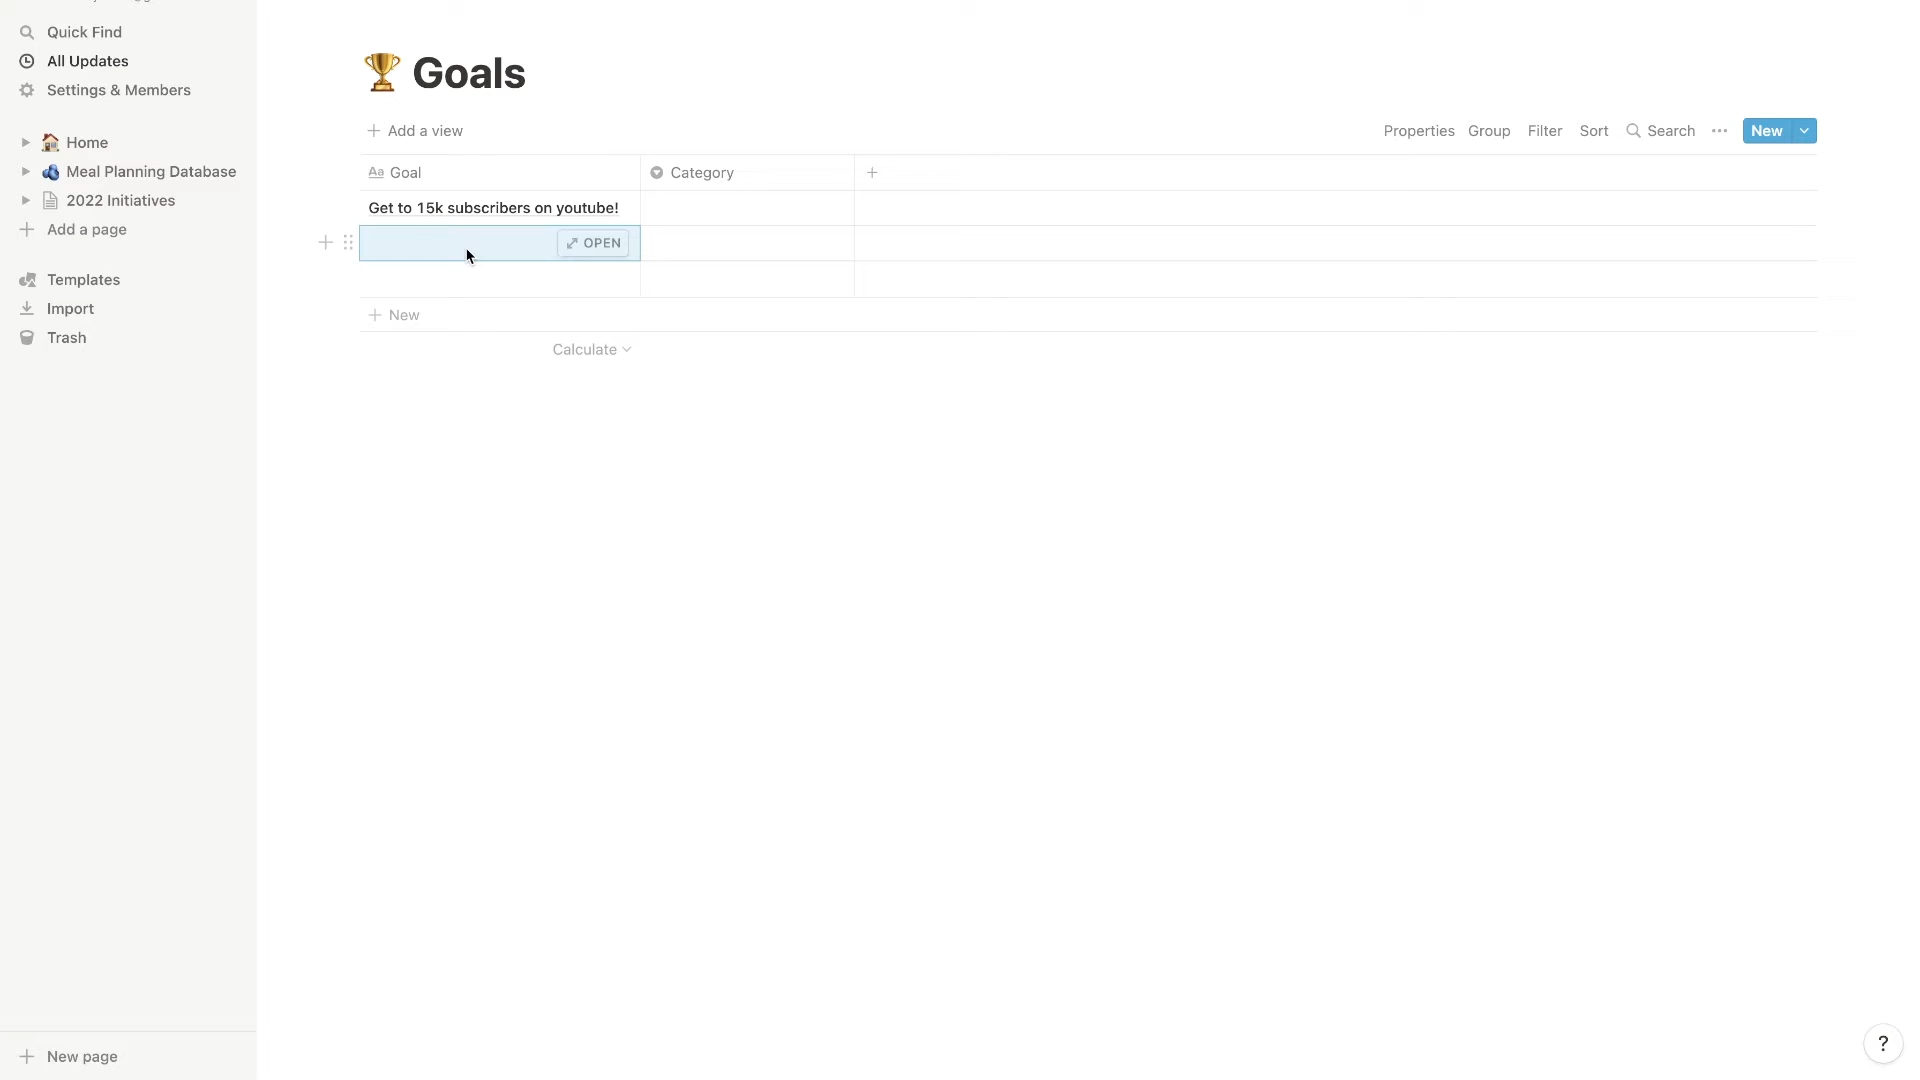 Quick Find
All Updates
Settings & Members
Home
Meal Planning Database
2022 Initiatives
Add a page
Templates
Import
Trash
New page
Goals
Add a view
Properties Group Filter Sort Search ... New
Aa Goal Category
Get to 15k subscribers on youtube!
OPEN
New
Calculate
?